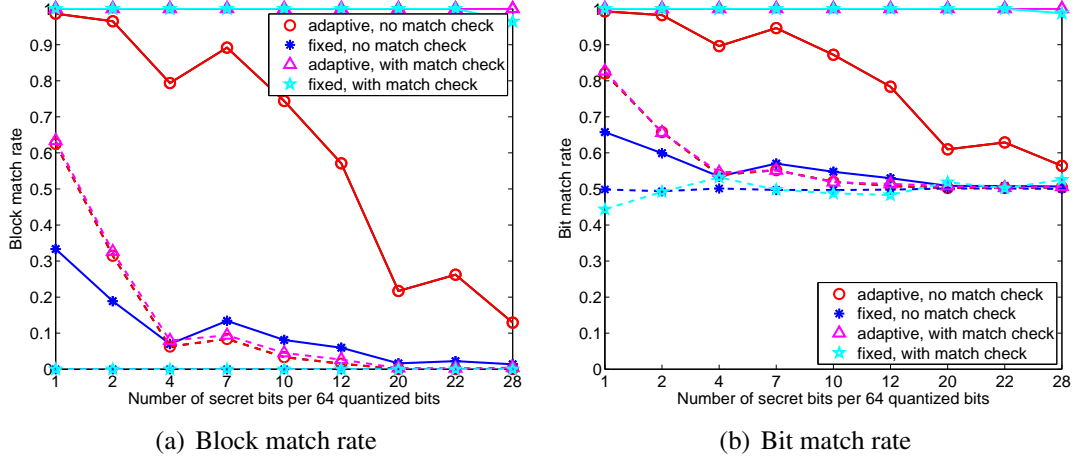 1
0.9
0.8
0.7
0.6
0.5
0.4
0.3
0.2
0.1
0
Block match rate
adaptive, no match check
fixed, no match check
adaptive, with match check
fixed, with match check
1 2 4 7 10 12 20 22 28
Number of secret bits per 64 quantized bits
(a) Block match rate
1
0.9
0.8
0.7
0.6
0.5
0.4
0.3
0.2
0.1
0
Bit match rate
adaptive, no match check
fixed, no match check
adaptive, with match check
fixed, with match check
1 2 4 7 10 12 20 22 28
Number of secret bits per 64 quantized bits
(b) Bit match rate